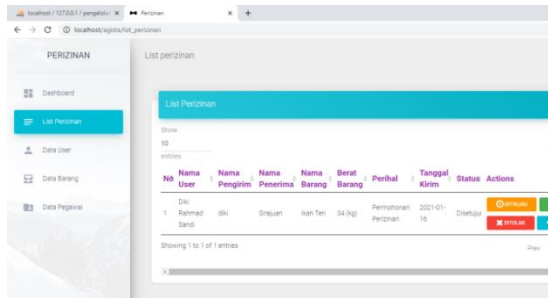 localhost / 127.0.0.1 / pengelola
Perizinan
localhost/agista/list_perizinan
PERIZINAN
List perizinan
Dashboard
List Perizinan
Data User
Data Barang
Data Pegawai
List Perizinan
Show
10
entries
No Nama User Nama Pengirim Nama Penerima Nama Barang Berat Barang Perihal Tanggal Kirim Status Actions
1 Diki Rahmad Sandi diki Sirajuan Ikan Teri 34 (kg) Permohonan Perizinan 2021-01-16 Disetujui
DITOLAK
Showing 1 to 1 of 1 entries
Prev